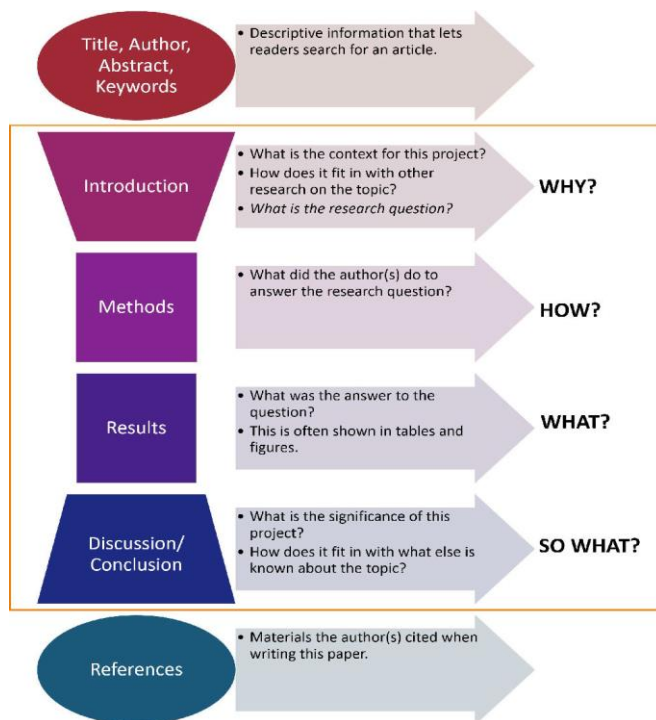 Title, Author,
Abstract,
Keywords
• Descriptive information that lets
readers search for an article.
Introduction
• What is the context for this project?
• How does it fit in with other
research on the topic?
• What is the research question?
WHY?
Methods
• What did the author(s) do to
answer the research question?
HOW?
Results
• What was the answer to the
question?
• This is often shown in tables and
figures.
WHAT?
Discussion/
Conclusion
• What is the significance of this
project?
• How does it fit in with what else is
known about the topic?
SO WHAT?
References
• Materials the author(s) cited when
writing this paper.